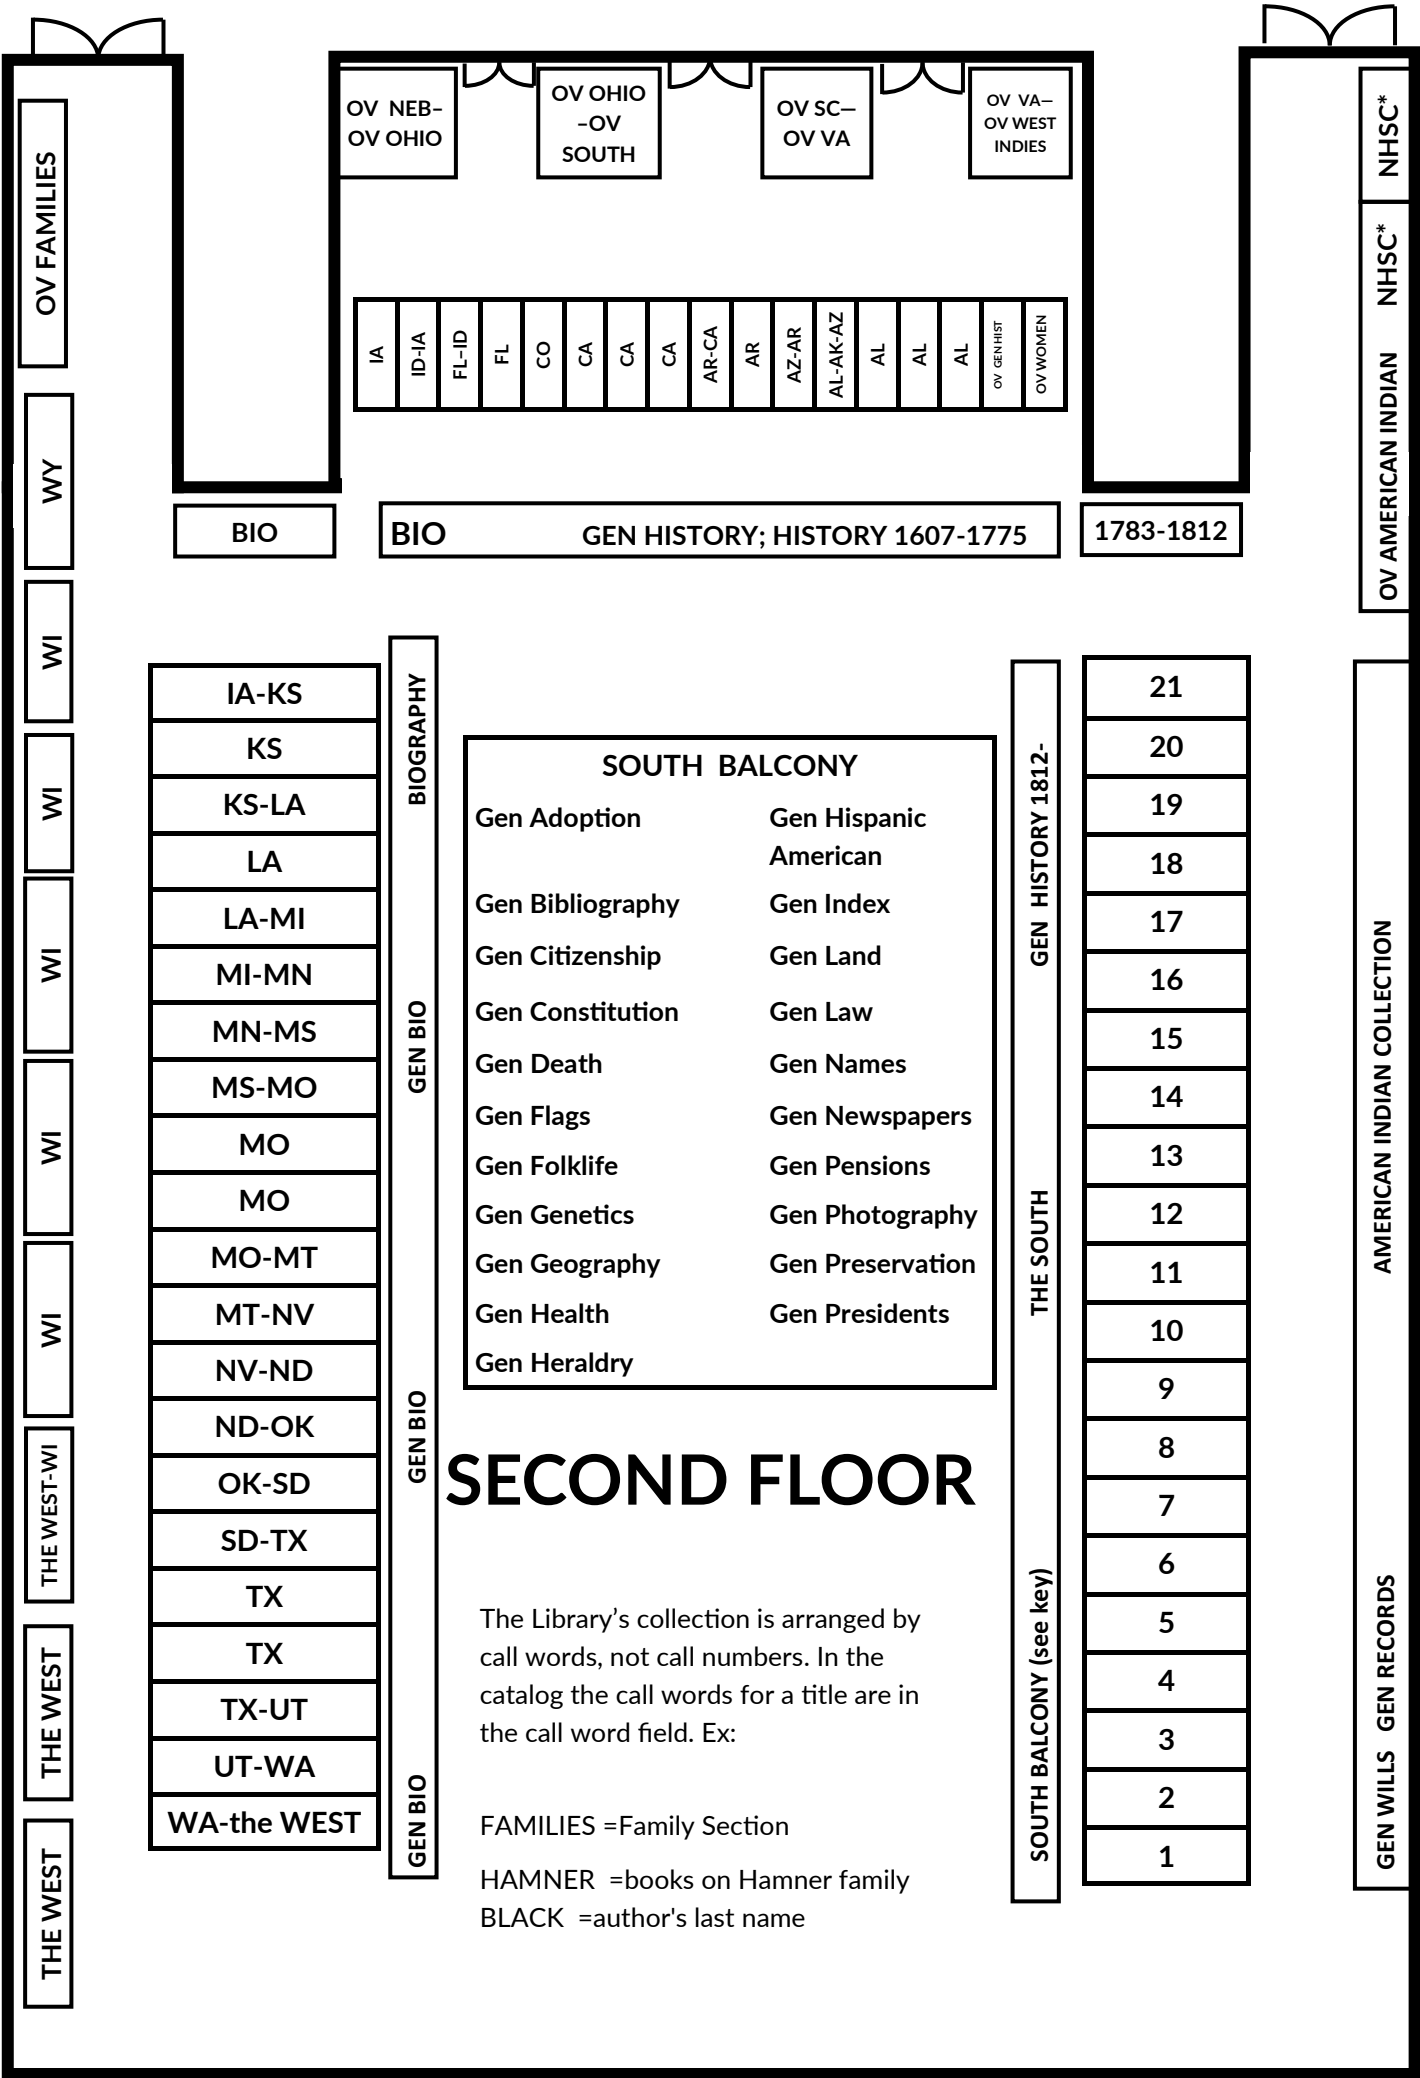 OV FAMILIES
WY
WI
WI
WI
WI
WI
THE WEST-WI
THE WEST
THE WEST
OV  NEB–
OV OHIO
OV OHIO
–OV
SOUTH
OV SC—
OV VA
OV  VA—
OV WEST
INDIES
IA
ID-IA
FL–ID
FL
CO
CA
CA
CA
AR-CA
AR
AZ-AR
AL-AK-AZ
AL
AL
AL
OV  GEN HIST
OV WOMEN
BIO
BIO GEN HISTORY; HISTORY 1607-1775
1783-1812
NHSC*
OV AMERICAN INDIAN NHSC*
IA-KS
KS
KS-LA
LA
LA-MI
MI-MN
MN-MS
MS-MO
MO
MO
MO-MT
MT-NV
NV-ND
ND-OK
OK-SD
SD-TX
TX
TX
TX-UT
UT-WA
WA-the WEST
GEN BIO GEN BIO GEN BIO BIOGRAPHY
SOUTH  BALCONY
Gen Adoption
Gen Bibliography
Gen Citizenship
Gen Constitution
Gen Death
Gen Flags
Gen Folklife
Gen Genetics
Gen Geography
Gen Health
Gen Heraldry
Gen Hispanic
American
Gen Index
Gen Land
Gen Law
Gen Names
Gen Newspapers
Gen Pensions
Gen Photography
Gen Preservation
Gen Presidents
SECOND FLOOR
The Library’s collection is arranged by
call words, not call numbers. In the
catalog the call words for a title are in
the call word field. Ex:
FAMILIES =Family Section
HAMNER  =books on Hamner family
BLACK  =author's last name
SOUTH BALCONY (see key) THE SOUTH GEN  HISTORY 1812-
21
20
19
18
17
16
15
14
13
12
11
10
9
8
7
6
5
4
3
2
1
GEN WILLS GEN RECORDS AMERICAN INDIAN COLLECTION